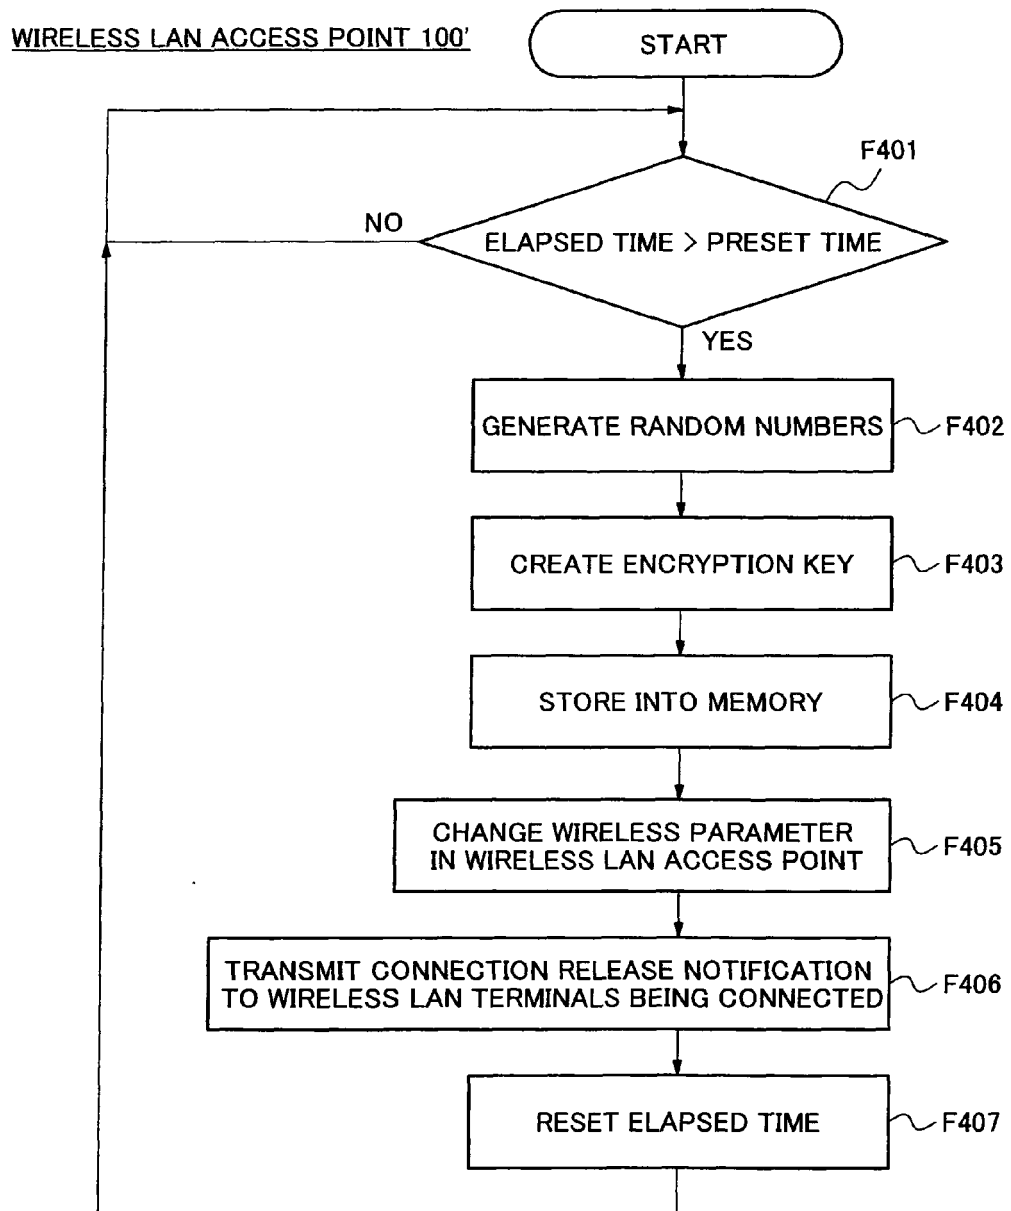 WIRELESS LAN ACCESS POINT 100'
START
F401
NO
ELAPSED TIME > PRESET TIME
YES
GENERATE RANDOM NUMBERS
F402
CREATE ENCRYPTION KEY
F403
STORE INTO MEMORY
F404
CHANGE WIRELESS PARAMETER
IN WIRELESS LAN ACCESS POINT
F405
TRANSMIT CONNECTION RELEASE NOTIFICATION
TO WIRELESS LAN TERMINALS BEING CONNECTED
F406
RESET ELAPSED TIME
F407